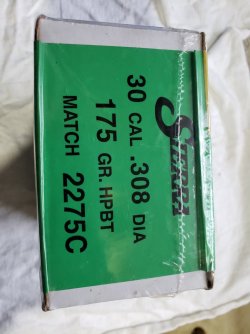 SIERRA
30 CAL .308 DIA
175 GR. HPBT
MATCH 2275C